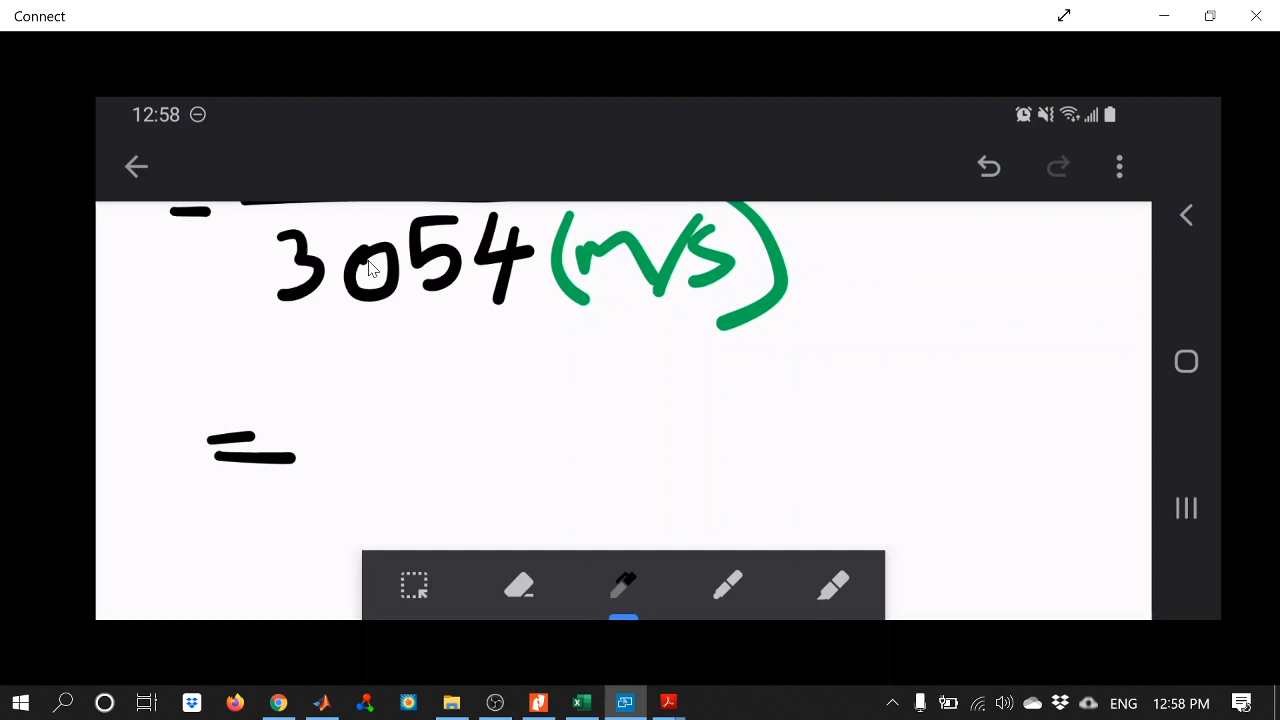 Connect
12:58
=
3054 (m/s)
=
ENG 12:58 PM